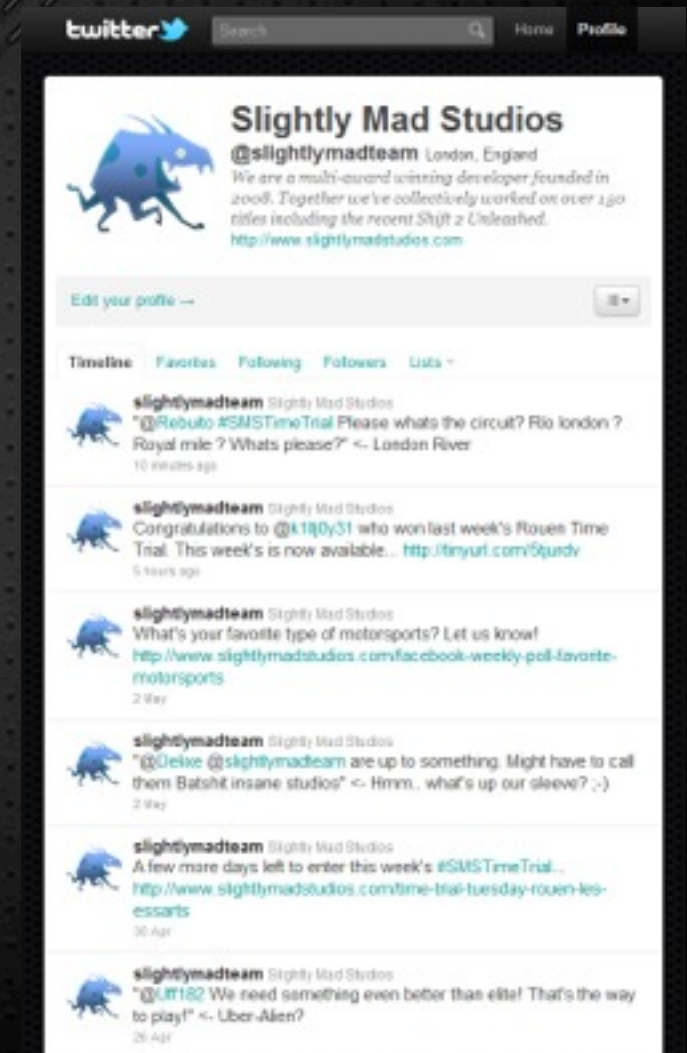 twitter
Search
Home Profile
Slightly Mad Studios
@slightlymadteam London, England
We are a multi-award winning developer founded in
2008. Together we've collectively worked on over 150
titles including the recent Shift 2 Unleashed.
http://www.slightlymadstudios.com
Edit your profile →
Timeline Favorites Following Followers Lists
slightlymadteam Slightly Mad Studios
"@Rebuito #SMSTimeTrial Please whats the circuit? Rio london ?
Royal mile ? Whats please?" <- London River
10 minutes ago
slightlymadteam Slightly Mad Studios
Congratulations to who won last week's Rouen Time
Trial. This week's is now available...
5 hours ago
slightlymadteam Slightly Mad Studios
What's your favorite type of motorsports? Let us know!
http://www.slightlymadstudios.com/facebook-weekly-poll-favorite-
motorsports
2 May
slightlymadteam Slightly Mad Studios
"@Delixe @slightlymadteam are up to something. Might have to call
them Batshit insane studios" <- Hmm.. what's up our sleeve? ;-)
2 May
slightlymadteam Slightly Mad Studios
A few more days left to enter this week's #SMSTimeTrial...
http://www.slightlymadstudios.com/time-trial-tuesday-rouen-les-
essarts
30 Apr
slightlymadteam Slightly Mad Studios
"@Uff182 We need something even better than elite! That's the way
to play!" <- Uber-Alien?
26 Apr